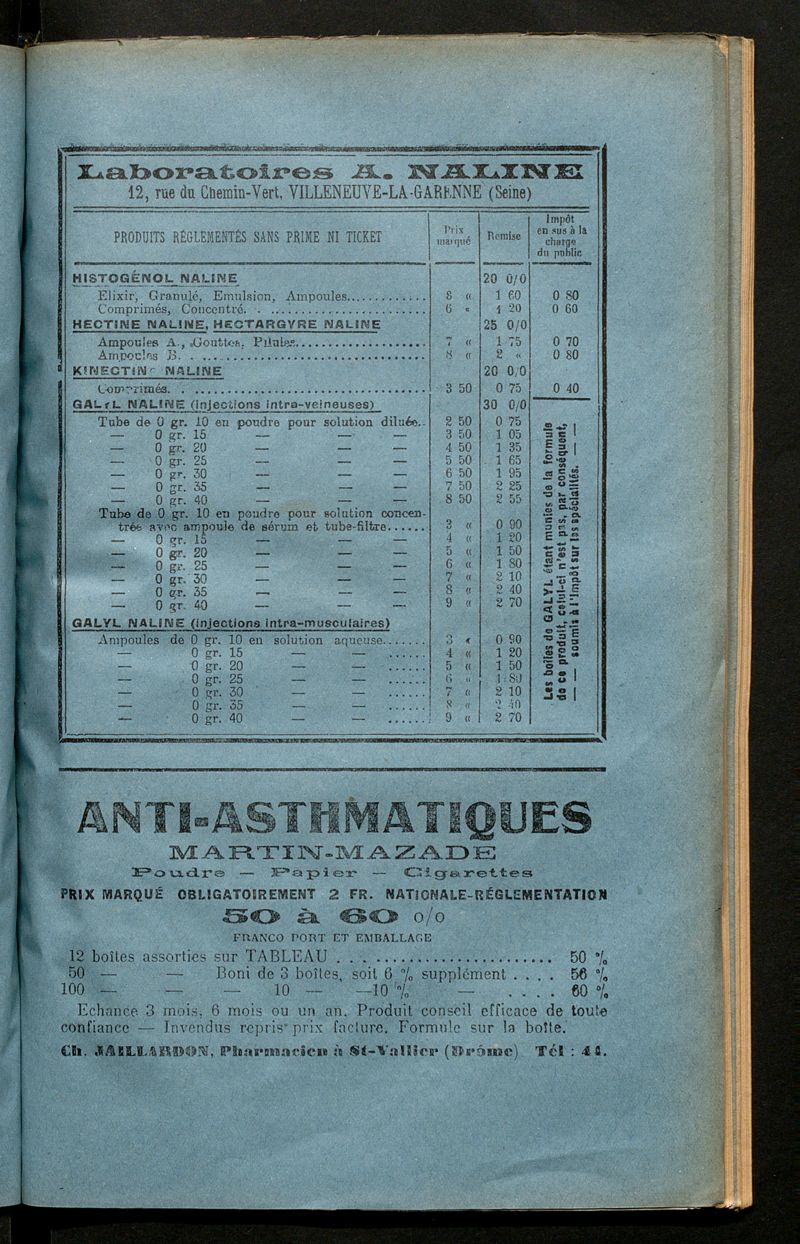 Laboratoires A. NALINE
12, rue du Chemin-Vert, VILLENEUVE-LA-GARENNE (Seine)
PRODUITS RÉGLEMENTÉS SANS PRIME NI TICKET Prix marqué Remise Impôt en sus à la charge du public
HISTOGÉNOL NALINE 20 0/0
Elixir, Granulé, Emulsion, Ampoules............. 8 « 1 60 0 80
Comprimés, Concentré. . ....................... 6 « 1 20 0 60
HECTINE NALINE, HECTARGYRE NALINE 25 0/0
Ampoules A., Gouttes, Pilules.................... 7 « 1 75 0 70
Ampoules B. . .................................. 8 « 2 « 0 80
KINECTINE NALINE 20 0/0
Comprimés. . ................................... 3 50 0 75 0 40
GALYL NALINE (Injections intra-veineuses) 30 0/0
Tube de 0 gr. 10 en poudre pour solution diluée.. 2 50 0 75
— 0 gr. 15 — — — 3 50 1 05
— 0 gr. 20 — — — 4 50 1 35
— 0 gr. 25 — — — 5 50 1 65
— 0 gr. 30 — — — 6 50 1 95
— 0 gr. 35 — — — 7 50 2 25
— 0 gr. 40 — — — 8 50 2 55
Tube de 0 gr. 10 en poudre pour solution concen-
trée avec ampoule de sérum et tube-filtre...... 3 « 0 90
— 0 gr. 15 — — — 4 « 1 20
— 0 gr. 20 — — — 5 « 1 50
— 0 gr. 25 — — — 6 « 1 80
— 0 gr. 30 — — — 7 « 2 10
— 0 gr. 35 — — — 8 « 2 40
— 0 gr. 40 — — — 9 « 2 70
GALYL NALINE (Injections intra-musculaires)
Ampoules de 0 gr. 10 en solution aqueuse....... 3 « 0 90
— 0 gr. 15 — — ...... 4 « 1 20
— 0 gr. 20 — — ...... 5 « 1 50
— 0 gr. 25 — — ...... 6 « 1 80
— 0 gr. 30 — — ...... 7 « 2 10
— 0 gr. 35 — — ...... 8 « 2 40
— 0 gr. 40 — — ...... 9 « 2 70
Les boîtes de GALYL étant munies de la formule
de ce produit, celui-ci n'est pas, par conséquent,
— — soumis à l'Impôt sur les spécialités. — —
ANTI-ASTHMATIQUES
MARTIN-MAZADE
Poudre — Papier — Cigarettes
PRIX MARQUÉ OBLIGATOIREMENT 2 FR. NATIONALE-RÉGLEMENTATION
50 à 60 o/o
FRANCO PORT ET EMBALLAGE
12 boîtes assorties sur TABLEAU . . . . . . . . . . . . . . . . . . . . . . 50 %
50 — — Boni de 3 boîtes, soit 6 % supplément . . . . 56 %
100 — — — 10 — —10 % — . . . . . 60 %
Echange 3 mois, 6 mois ou un an. Produit conseil efficace de toute
confiance — Invendus repris prix facture. Formule sur la boîte.
Ch. JAILLARDON, Pharmacien à St-Vallier (Drôme) Tél : 44.